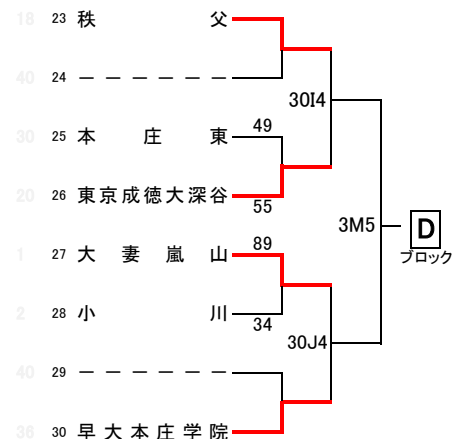 18 23 秩父
40 24 ー ー ー ー ー ー
30I4
30 25 本庄東 49
20 26 東京成徳大深谷 55
3M5
D
ブロック
1 27 大妻嵐山 89
2 28 小川 34
30J4
40 29 ー ー ー ー ー ー
36 30 早大本庄学院